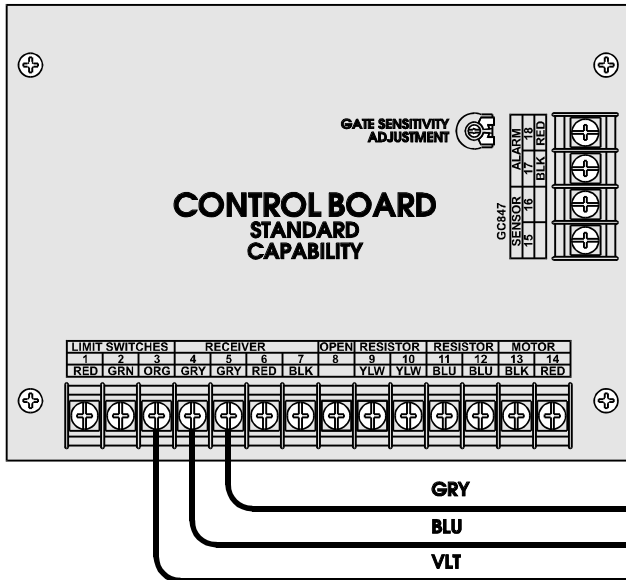 GATE SENSITIVITY
ADJUSTMENT
GC847
SENSOR ALARM
15 16 17 18
BLK RED
CONTROL BOARD
STANDARD
CAPABILITY
LIMIT SWITCHES RECEIVER OPEN RESISTOR RESISTOR MOTOR
1 2 3 4 5 6 7 8 9 10 11 12 13 14
RED GRN ORG GRY GRY RED BLK YLW YLW BLU BLU BLK RED
GRY
BLU
VLT